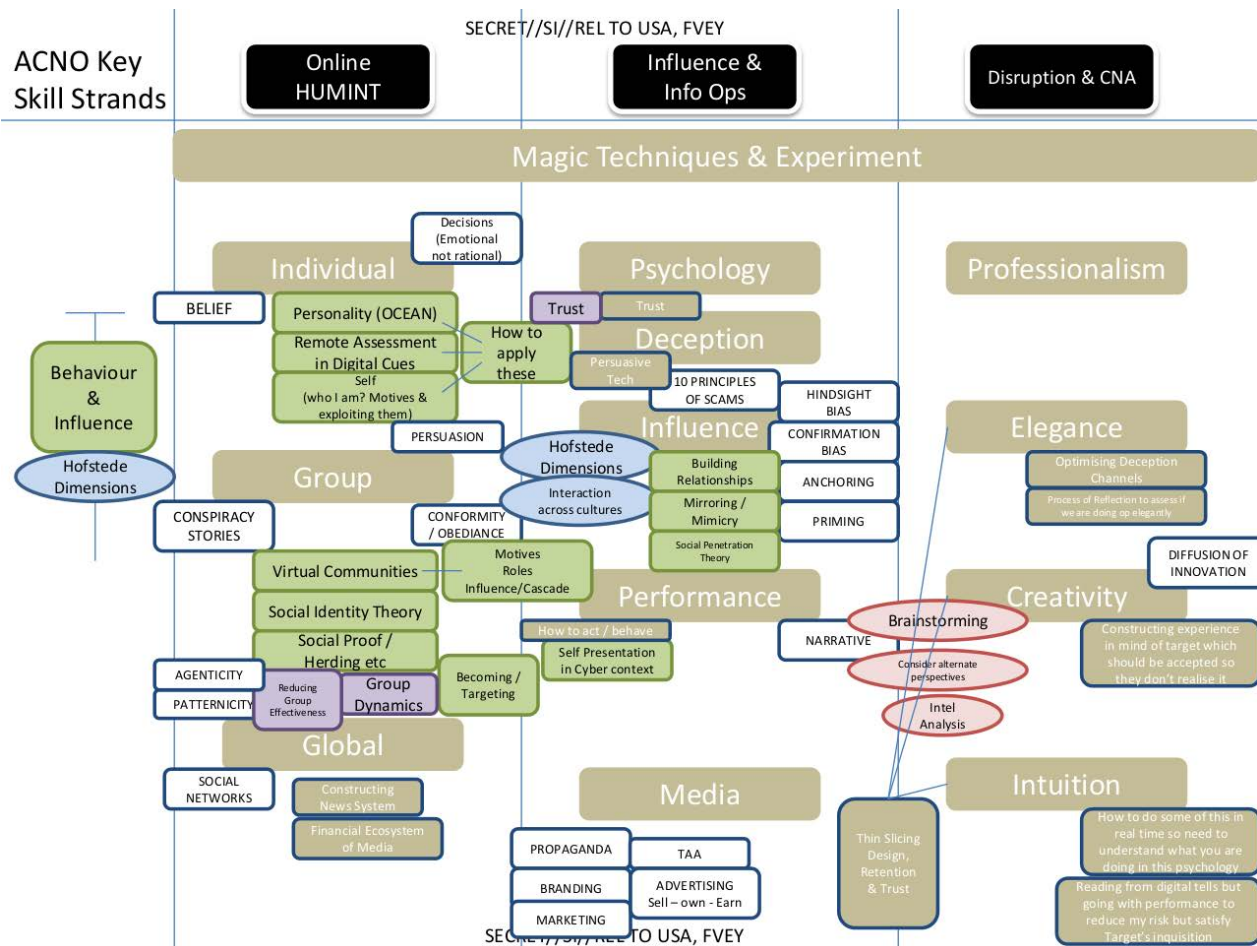 SECRET//SI//REL TO USA, FVEY
ACNO Key
Skill Strands
Online
HUMINT
Influence &
Info Ops
Disruption & CNA
Magic Techniques & Experiment
Decisions
(Emotional
not rational)
Individual
Psychology
Professionalism
BELIEF
Personality (OCEAN)
Trust
Trust
Remote Assessment
in Digital Cues
How to
apply
these
Deception
Behaviour
&
Influence
Self
(who I am? Motives &
exploiting them)
Persuasive
Tech
10 PRINCIPLES
OF SCAMS
HINDSIGHT
BIAS
PERSUASION
Influence
CONFIRMATION
BIAS
Elegance
Hofstede
Dimensions
Group
Hofstede
Dimensions
Building
Relationships
ANCHORING
Optimising Deception
Channels
Interaction
across cultures
Mirroring /
Mimicry
PRIMING
Process of Reflection to assess if
we are doing op elegantly
CONSPIRACY
STORIES
CONFORMITY
/ OBEDIANCE
Social Penetration
Theory
DIFFUSION OF
INNOVATION
Virtual Communities
Motives
Roles
Influence/Cascade
Performance
Creativity
Social Identity Theory
Brainstorming
Social Proof /
Herding etc
How to act / behave
NARRATIVE
Constructing experience
in mind of target which
should be accepted so
they don't realise it
Self Presentation
in Cyber context
Consider alternate
perspectives
AGENTICITY
PATTERNICITY
Reducing
Group
Effectiveness
Group
Dynamics
Becoming /
Targeting
Intel
Analysis
Global
SOCIAL
NETWORKS
Constructing
News System
Media
Intuition
Financial Ecosystem
of Media
Thin Slicing
Design,
Retention
& Trust
How to do some of this in
real time so need to
understand what you are
doing in this psychology
PROPAGANDA
TAA
BRANDING
ADVERTISING
Sell – own - Earn
MARKETING
Reading from digital tells but
going with performance to
reduce my risk but satisfy
Target's inquisition
SECRET//SI//REL TO USA, FVEY